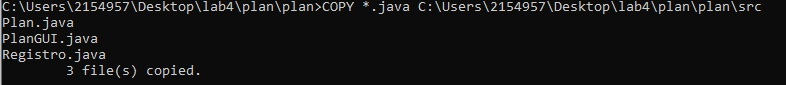 C:\Users\2154957\Desktop\lab4\plan\plan>COPY *.java C:\Users\2154957\Desktop\lab4\plan\plan\src
Plan.java
PlanGUI.java
Registro.java
        3 file(s) copied.